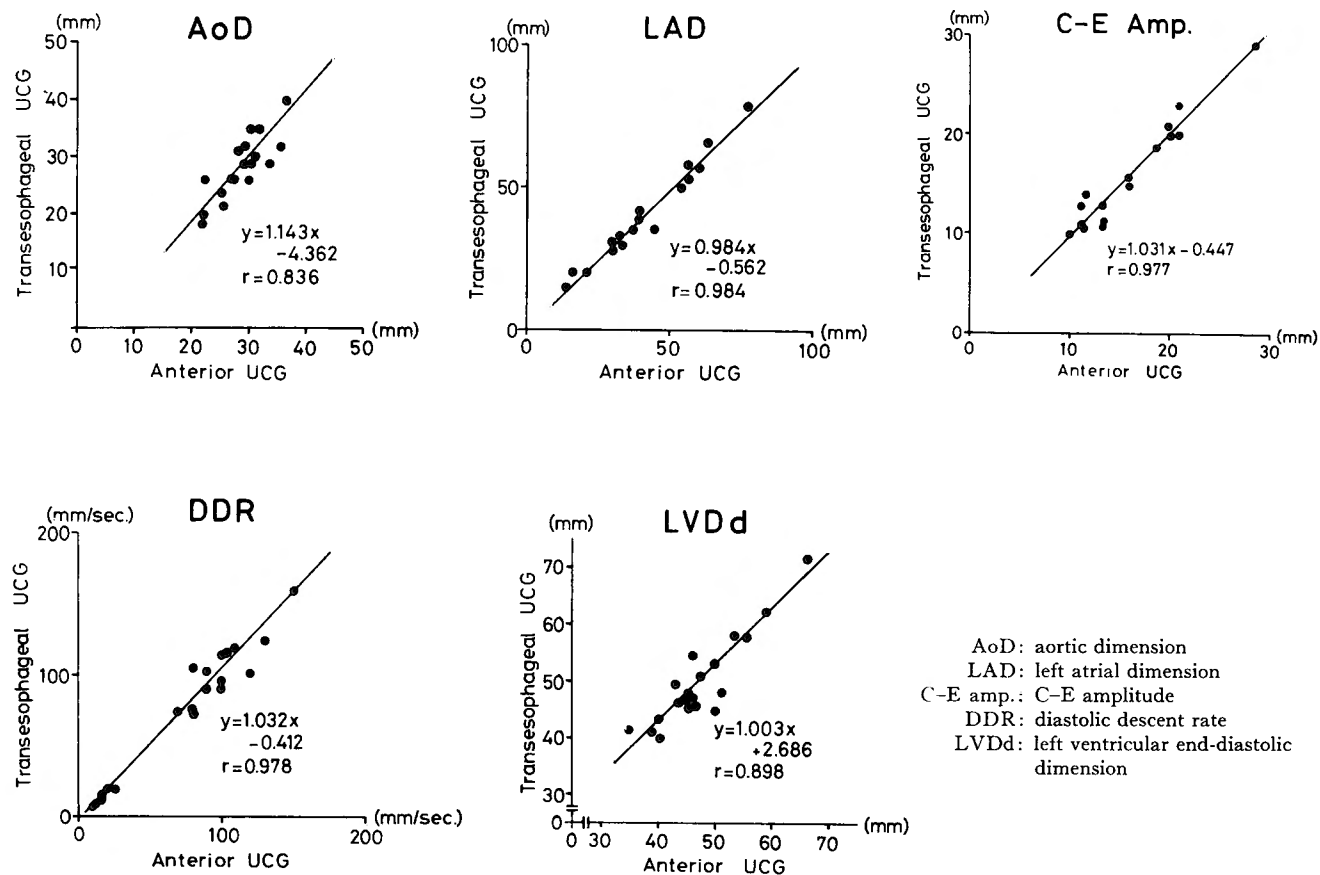 AoD
(mm)
50
40
30
20
10
0 10 20 30 40 50 (mm)
Transesophageal UCG
Anterior UCG
y=1.143x
-4.362
r=0.836
LAD
(mm)
100
50
0
0 50 100 (mm)
Transesophageal UCG
Anterior UCG
y=0.984x
-0.562
r=0.984
C-E Amp.
(mm)
30
20
10
0
0 10 20 30 (mm)
Transesophageal UCG
Anterior UCG
y=1.031x-0.447
r=0.977
DDR
(mm/sec.)
200
100
0
0 100 200 (mm/sec.)
Transesophageal UCG
Anterior UCG
y=1.032x
-0.412
r=0.978
LVDd
(mm)
70
60
50
40
30
0
0 30 40 50 60 70 (mm)
Transesophageal UCG
Anterior UCG
y=1.003x
+2.686
r=0.898
AoD: aortic dimension
LAD: left atrial dimension
C-E amp.: C-E amplitude
DDR: diastolic descent rate
LVDd: left ventricular end-diastolic
dimension